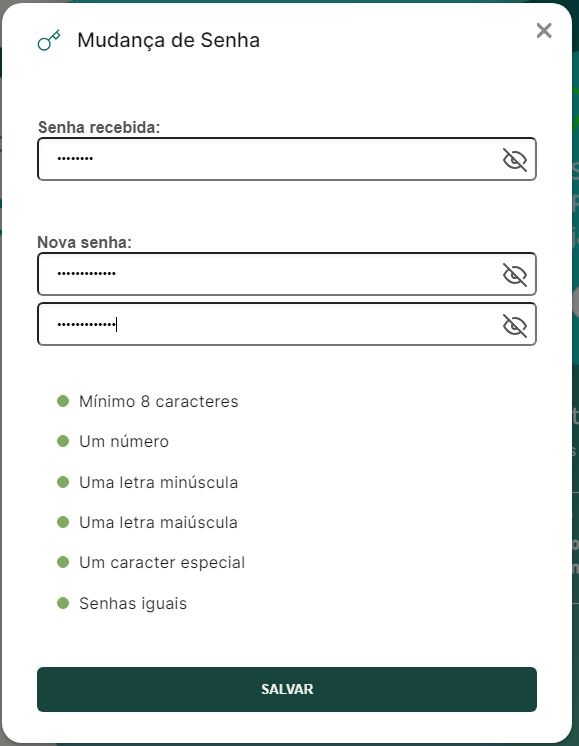 Mudança de Senha
Senha recebida:
••••••••
Nova senha:
•••••••••••••
•••••••••••••
Mínimo 8 caracteres
Um número
Uma letra minúscula
Uma letra maiúscula
Um caracter especial
Senhas iguais
SALVAR